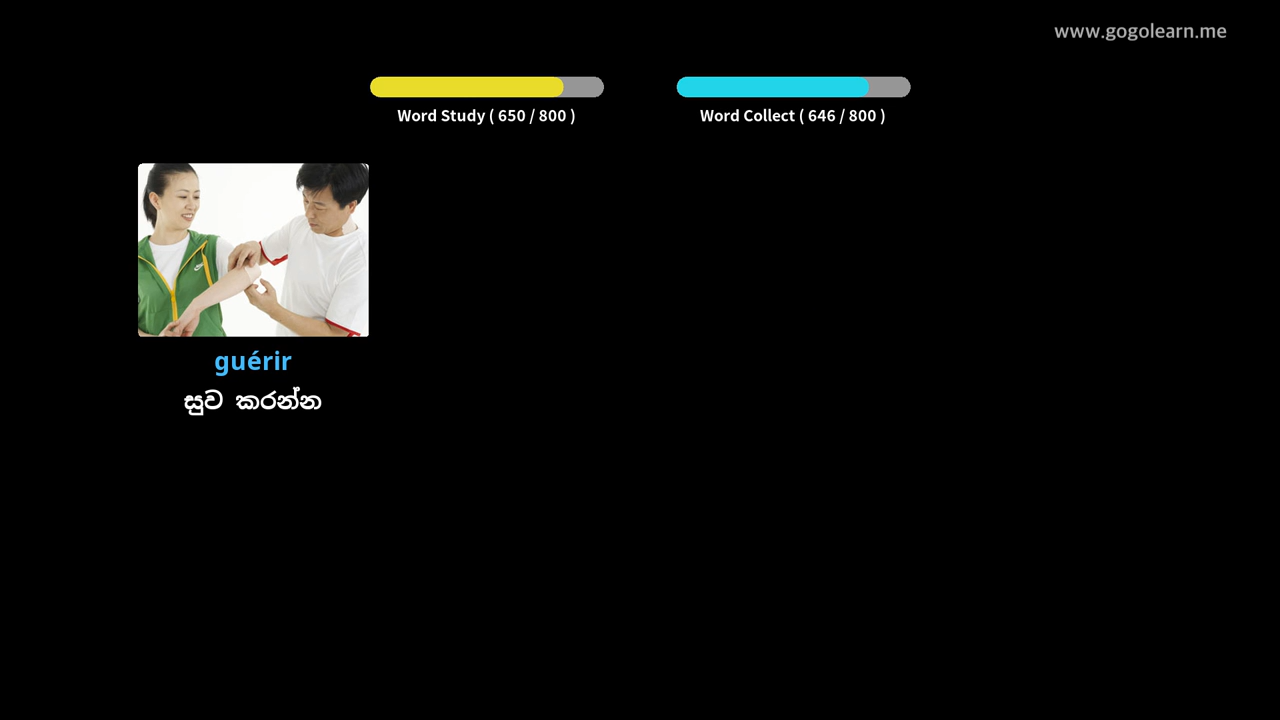 www.gogolearn.me
Word Study ( 650 / 800 )
Word Collect ( 646 / 800 )
guérir
සුව කරන්න